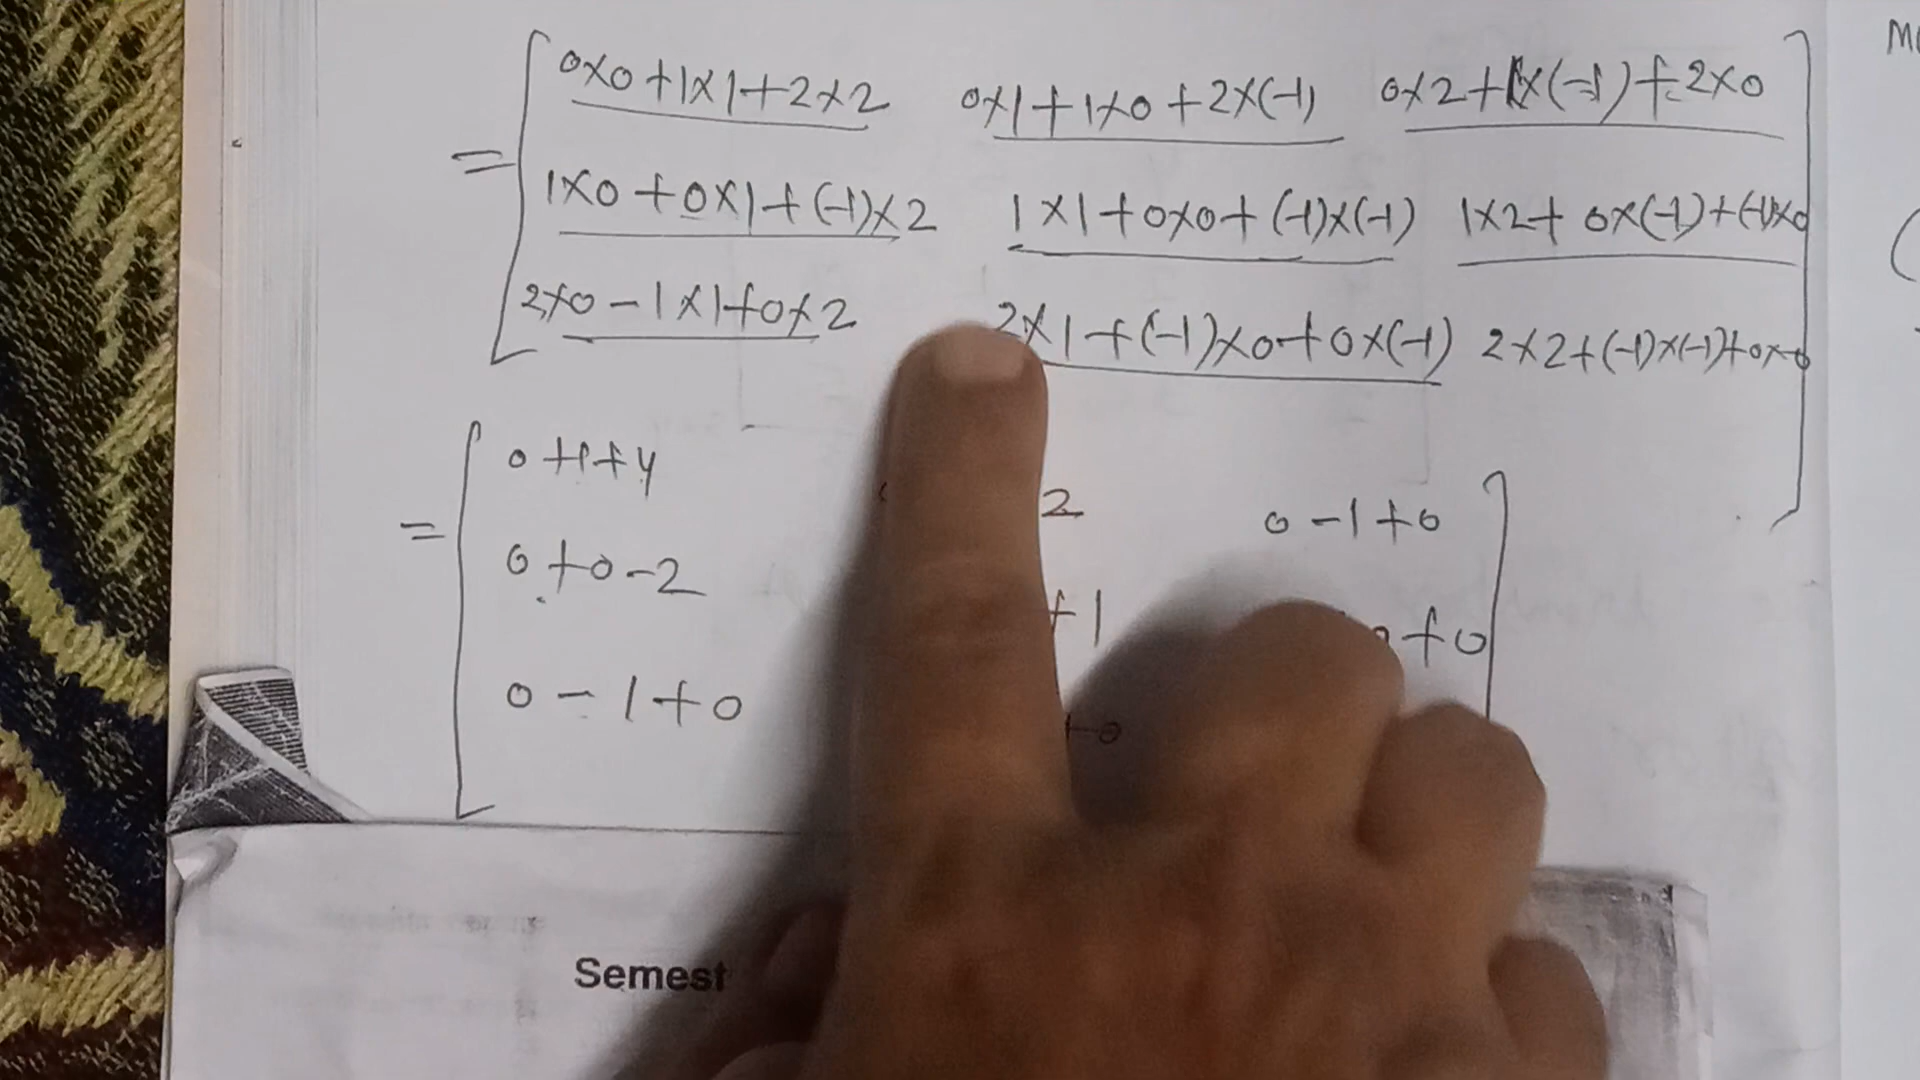 0×0+1×1+2×2 0×1+1×0+2×(-1) 0×2+1×(-1)+2×0
= 1×0+0×1+(-1)×2 1×1+0×0+(-1)×(-1) 1×2+0×(-1)+(-1)×0
2×0-1×1+0×2 2×1+(-1)×0+0×(-1) 2×2+(-1)×(-1)+0×0
0+1+4 2 0-1+0
= 0+0-2 +1 +0
0-1+0 +0